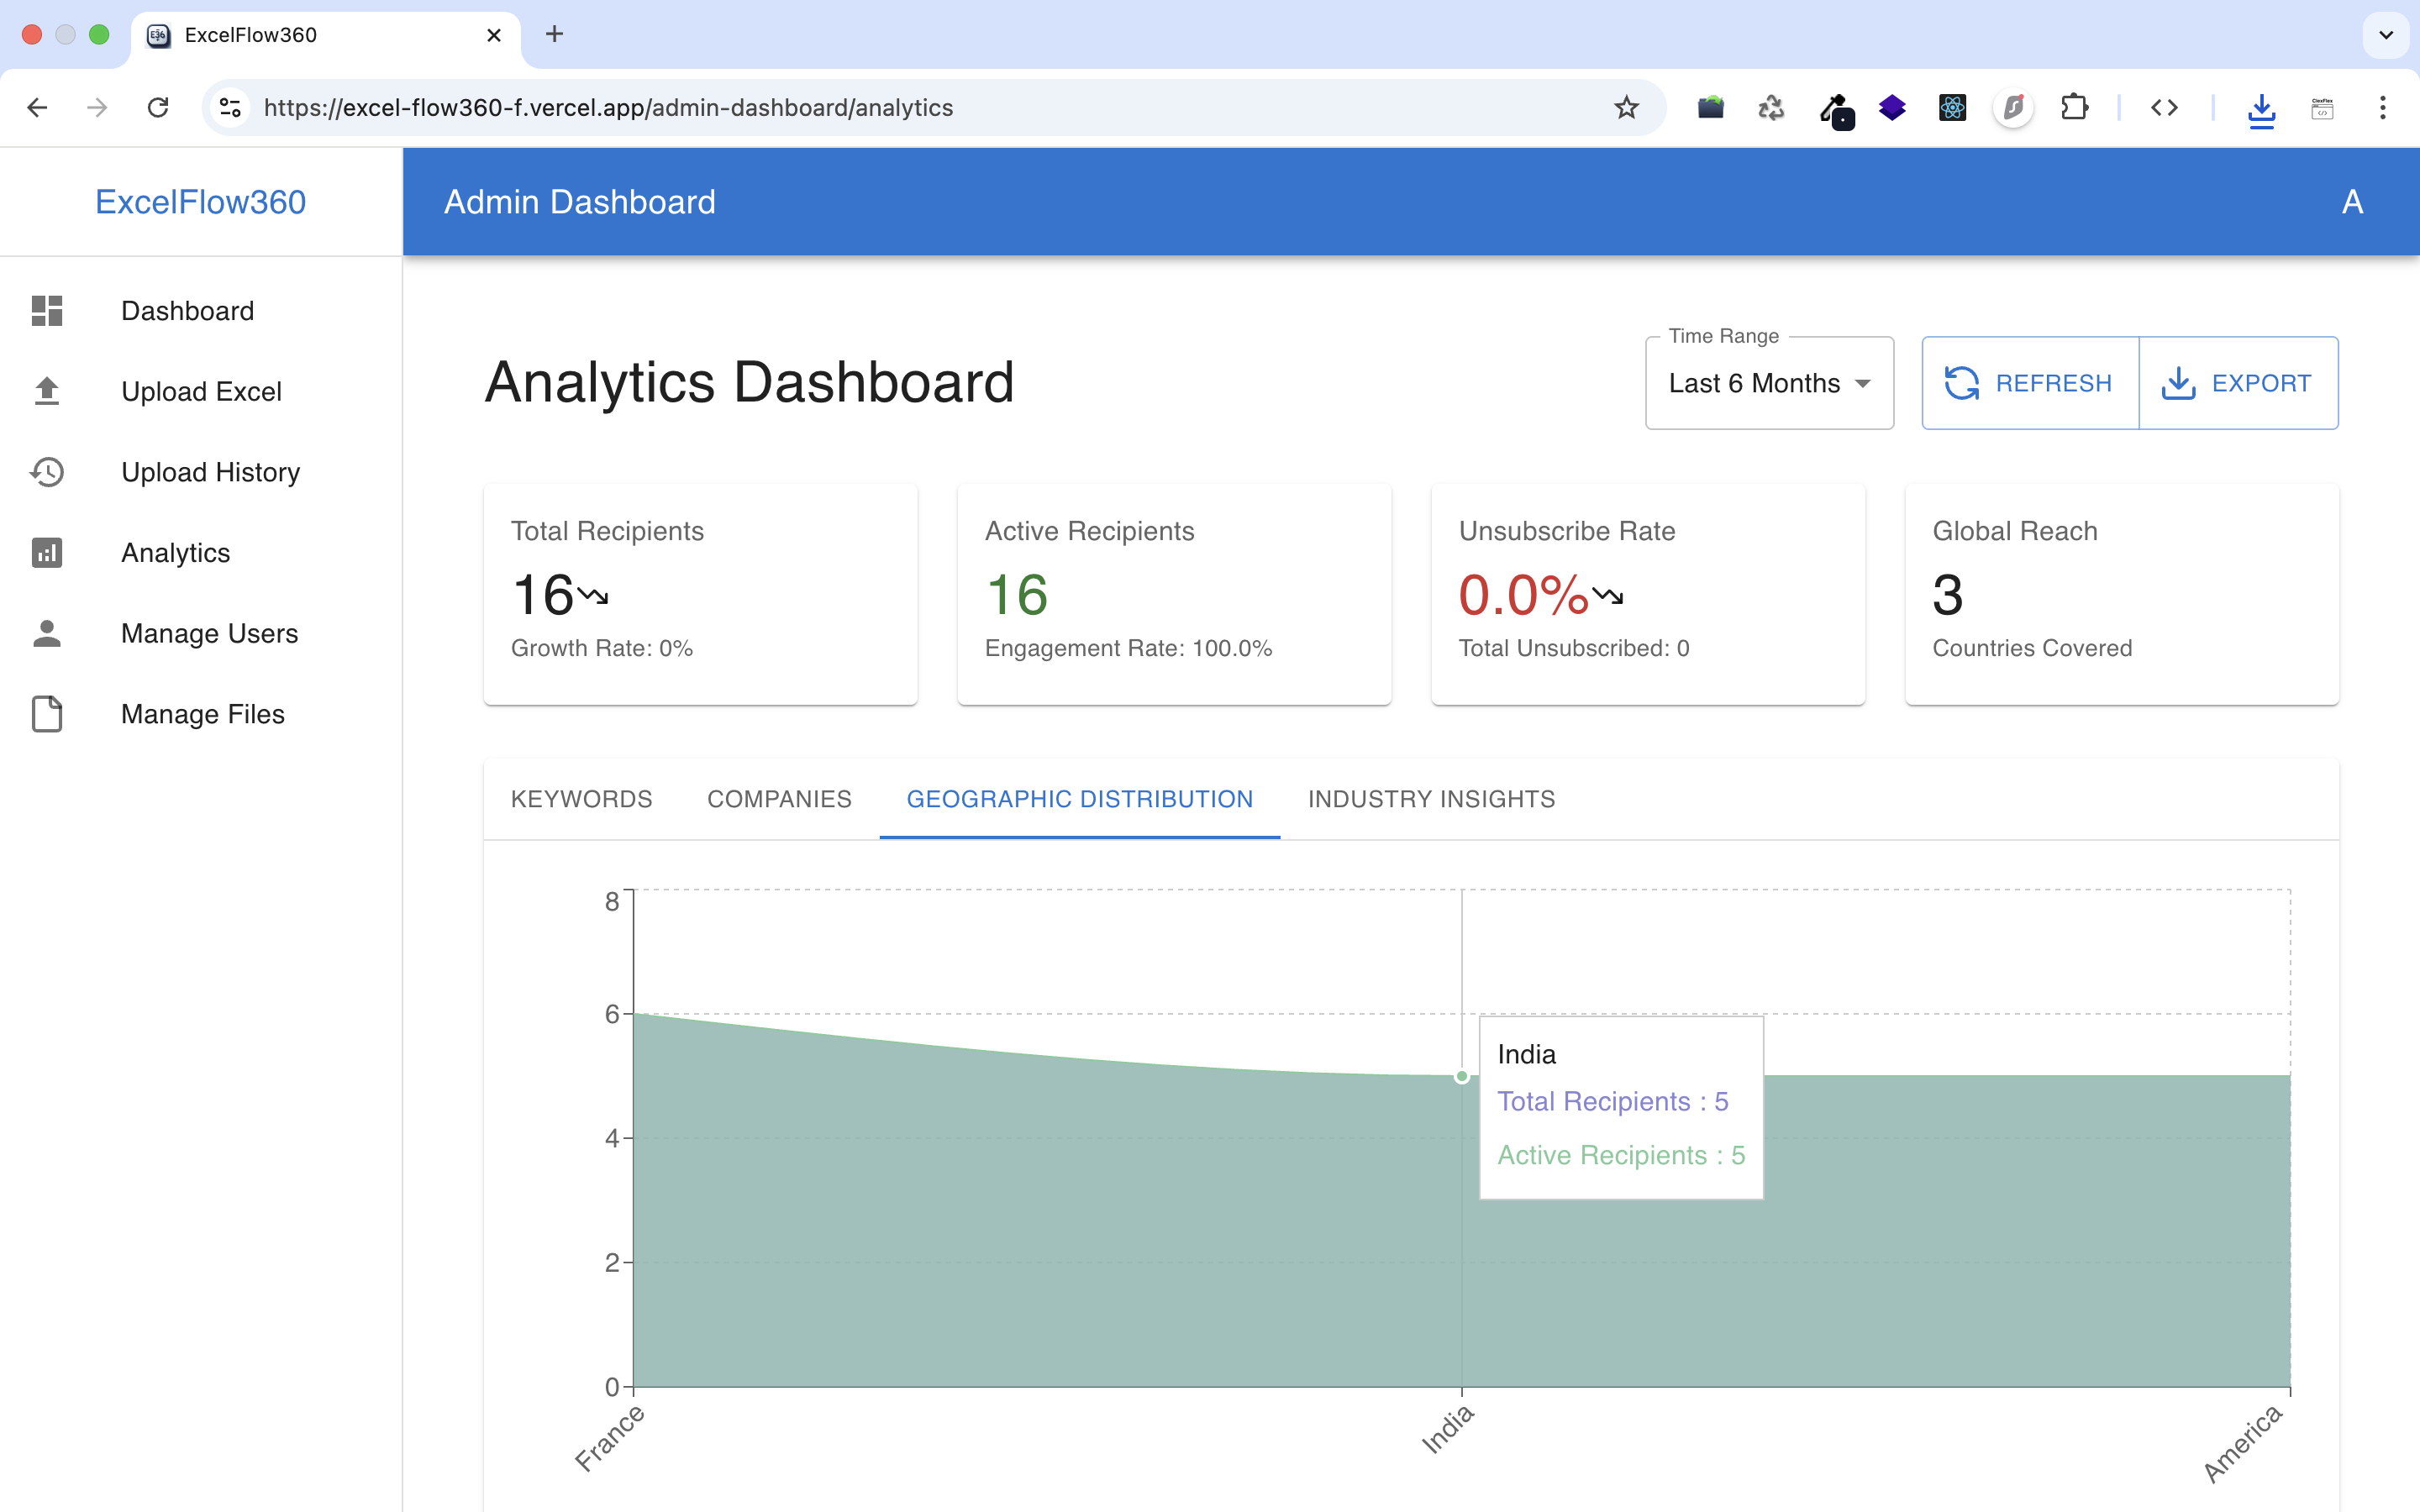 ExcelFlow360
https://excel-flow360-f.vercel.app/admin-dashboard/analytics
ExcelFlow360
Admin Dashboard
A
Dashboard
Upload Excel
Upload History
Analytics
Manage Users
Manage Files
Analytics Dashboard
Time Range
Last 6 Months
REFRESH
EXPORT
Total Recipients
16
Growth Rate: 0%
Active Recipients
16
Engagement Rate: 100.0%
Unsubscribe Rate
0.0%
Total Unsubscribed: 0
Global Reach
3
Countries Covered
KEYWORDS
COMPANIES
GEOGRAPHIC DISTRIBUTION
INDUSTRY INSIGHTS
8
6
4
2
0
India
Total Recipients : 5
Active Recipients : 5
France
India
America